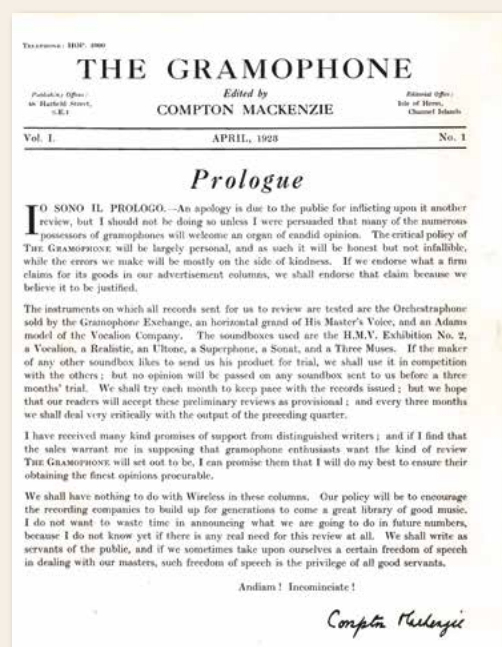 TELEPHONE: HOP. 4000
THE GRAMOPHONE
Edited by
COMPTON MACKENZIE
Publishing Offices:
Hatfield Street,
S.E.1
Editorial Office:
Isle of Herm,
Channel Islands
Vol. I. APRIL, 1923 No. 1
Prologue
IO SONO IL PROLOGO.—An apology is due to the public for inflicting upon it another
review, but I should not be doing so unless I were persuaded that many of the numerous
possessors of gramophones will welcome an organ of candid opinion. The critical policy of
THE GRAMOPHONE will be largely personal, and as such it will be honest but not infallible,
while the errors we make will be mostly on the side of kindness. If we endorse what a firm
claims for its goods in our advertisement columns, we shall endorse that claim because we
believe it to be justified.
The instruments on which all records sent for us to review are tested are the Orchestraphone
sold by the Gramophone Exchange, an horizontal grand of His Master's Voice, and an Adams
model of the Vocalion Company. The soundboxes used are the H.M.V. Exhibition No. 2,
a Vocalion, a Realistic, an Ultone, a Superphone, a Sonat, and a Three Muses. If the maker
of any other soundbox likes to send us his product for trial, we shall use it in competition
with the others; but no opinion will be passed on any soundbox sent to us before a three
months' trial. We shall try each month to keep pace with the records issued; but we hope
that our readers will accept these preliminary reviews as provisional; and every three months
we shall deal very critically with the output of the preceding quarter.
I have received many kind promises of support from distinguished writers; and if I find that
the sales warrant me in supposing that gramophone enthusiasts want the kind of review
THE GRAMOPHONE will set out to be, I can promise them that I will do my best to ensure their
obtaining the finest opinions procurable.
We shall have nothing to do with Wireless in these columns. Our policy will be to encourage
the recording companies to build up for generations to come a great library of good music.
I do not want to waste time in announcing what we are going to do in future numbers,
because I do not know yet if there is any real need for this review at all. We shall write as
servants of the public, and if we sometimes take upon ourselves a certain freedom of speech
in dealing with our masters, such freedom of speech is the privilege of all good servants.
Andiam! Incominciate!
Compton Mackenzie